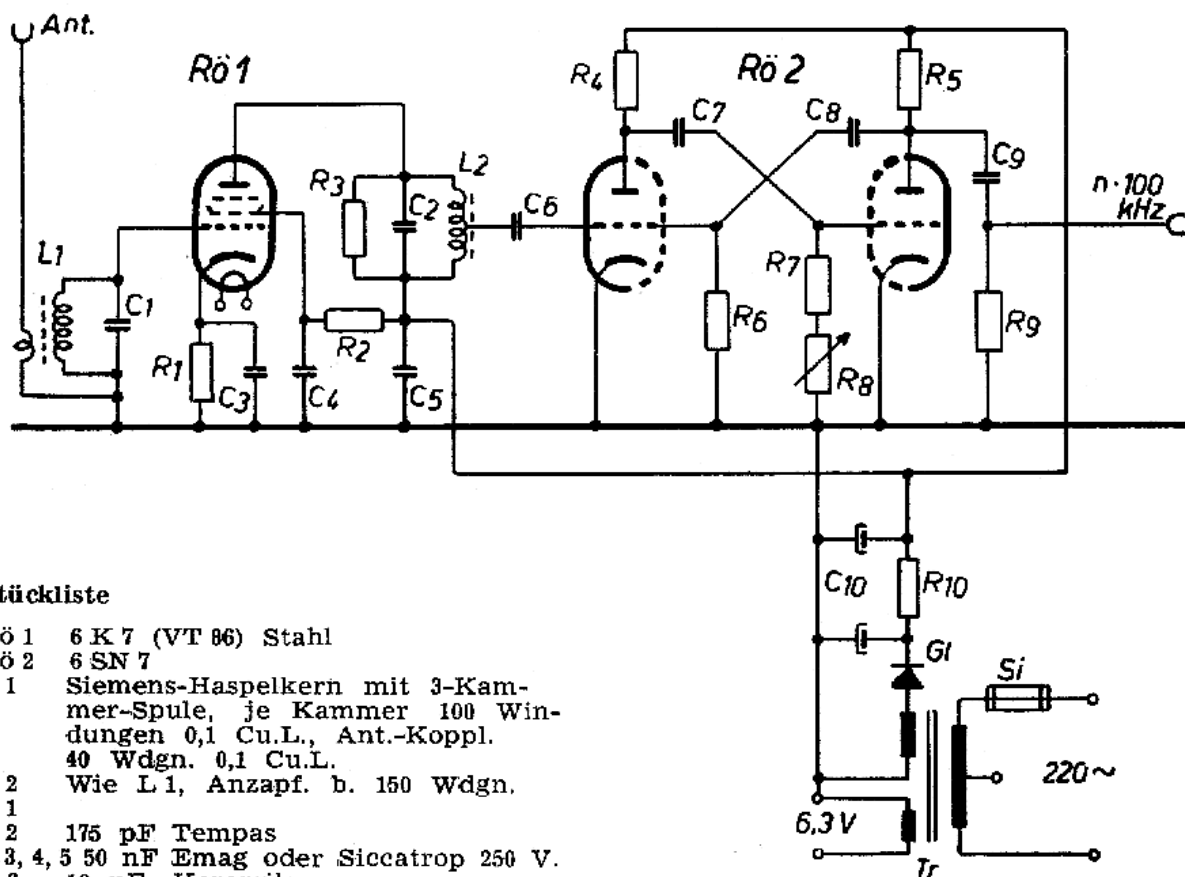 Ant.
Rö 1
Rö 2
R4
R5
C7
C8
C9
n·100
kHz
L2
R3
C2
C6
L1
C1
R7
R6
R9
R2
R1
C3
C4
C5
R8
C10
R10
Gl
Si
220~
6,3 V
Tr
tückliste
ö 1 6 K 7 (VT 86) Stahl
ö 2 6 SN 7
1 Siemens-Haspelkern mit 3-Kam-
mer-Spule, je Kammer 100 Win-
dungen 0,1 Cu.L., Ant.-Koppl.
40 Wdgn. 0,1 Cu.L.
2 Wie L 1, Anzapf. b. 150 Wdgn.
1
2 175 pF Tempas
3, 4, 5 50 nF Emag oder Siccatrop 250 V.